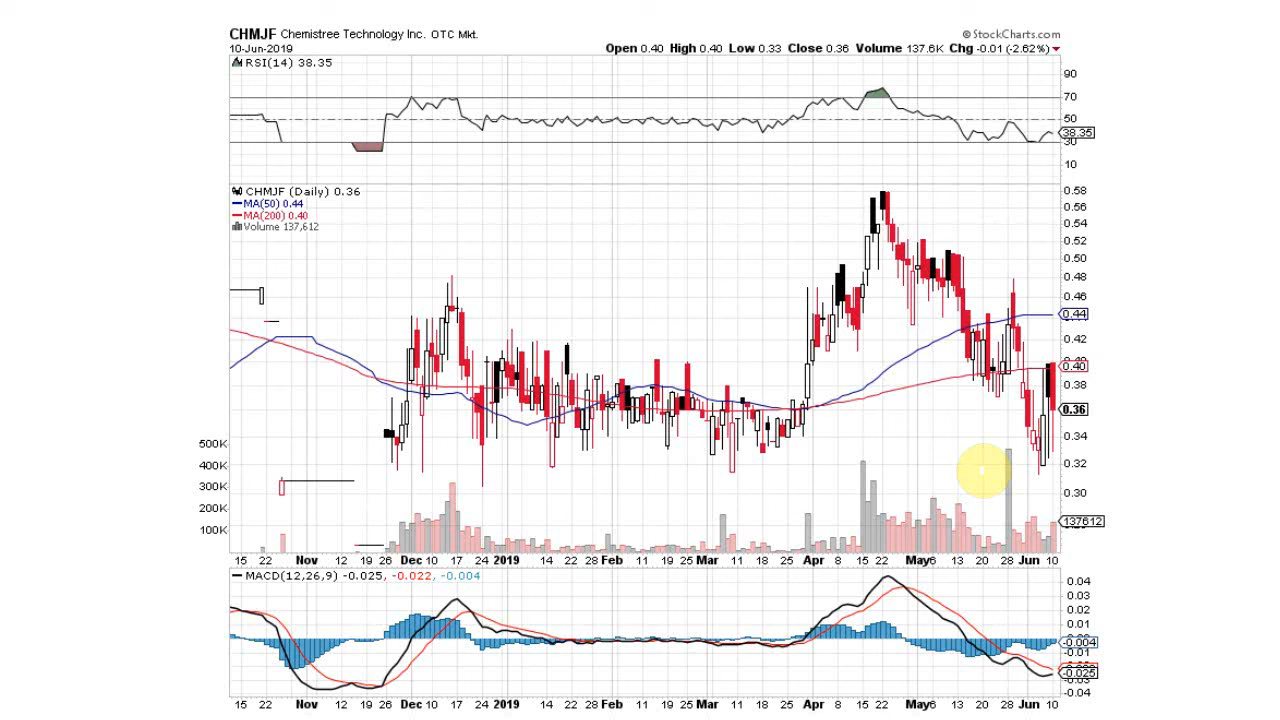 CHMJF Chemistree Technology Inc. OTC Mkt. © StockCharts.com
10-Jun-2019 Open 0.40 High 0.40 Low 0.33 Close 0.36 Volume 137.6K Chg -0.01 (-2.62%)
RSI(14) 38.35
90
70
50
38.35
30
10
CHMJF (Daily) 0.36
MA(50) 0.44
MA(200) 0.40
Volume 137,612
0.58
0.56
0.54
0.52
0.50
0.48
0.46
0.44
0.42
0.40
0.38
0.36
0.34
0.32
0.30
500K
400K
300K
200K
100K
137612
15 22 Nov 12 19 26 Dec 10 17 24 2019 14 22 28 Feb 11 19 25 Mar 11 18 25 Apr 8 15 22 May 6 13 20 28 Jun 10
MACD(12,26,9) -0.025, -0.022, -0.004
0.04
0.03
0.02
0.01
-0.004
-0.01
-0.025
-0.03
-0.04
15 22 Nov 12 19 26 Dec 10 17 24 2019 14 22 28 Feb 11 19 25 Mar 11 18 25 Apr 8 15 22 May 6 13 20 28 Jun 10